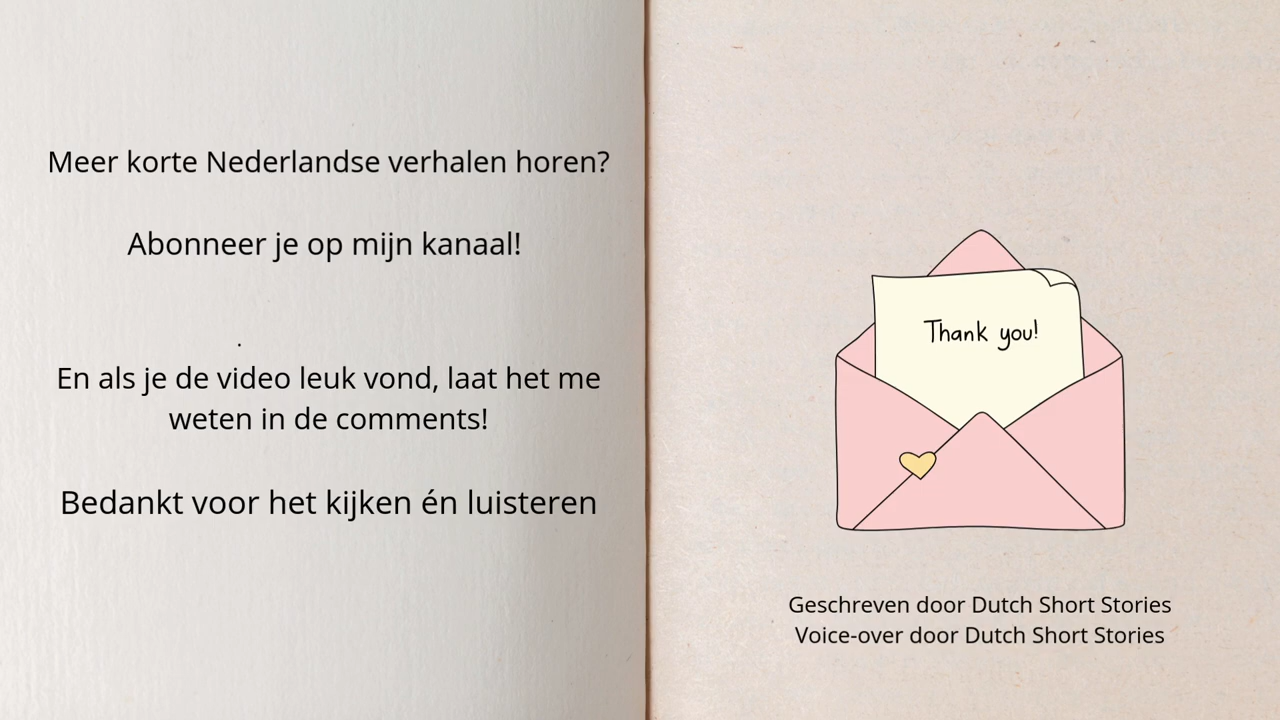 Meer korte Nederlandse verhalen horen?
Abonneer je op mijn kanaal!
.
En als je de video leuk vond, laat het me
weten in de comments!
Bedankt voor het kijken én luisteren
Thank you!
Geschreven door Dutch Short Stories
Voice-over door Dutch Short Stories